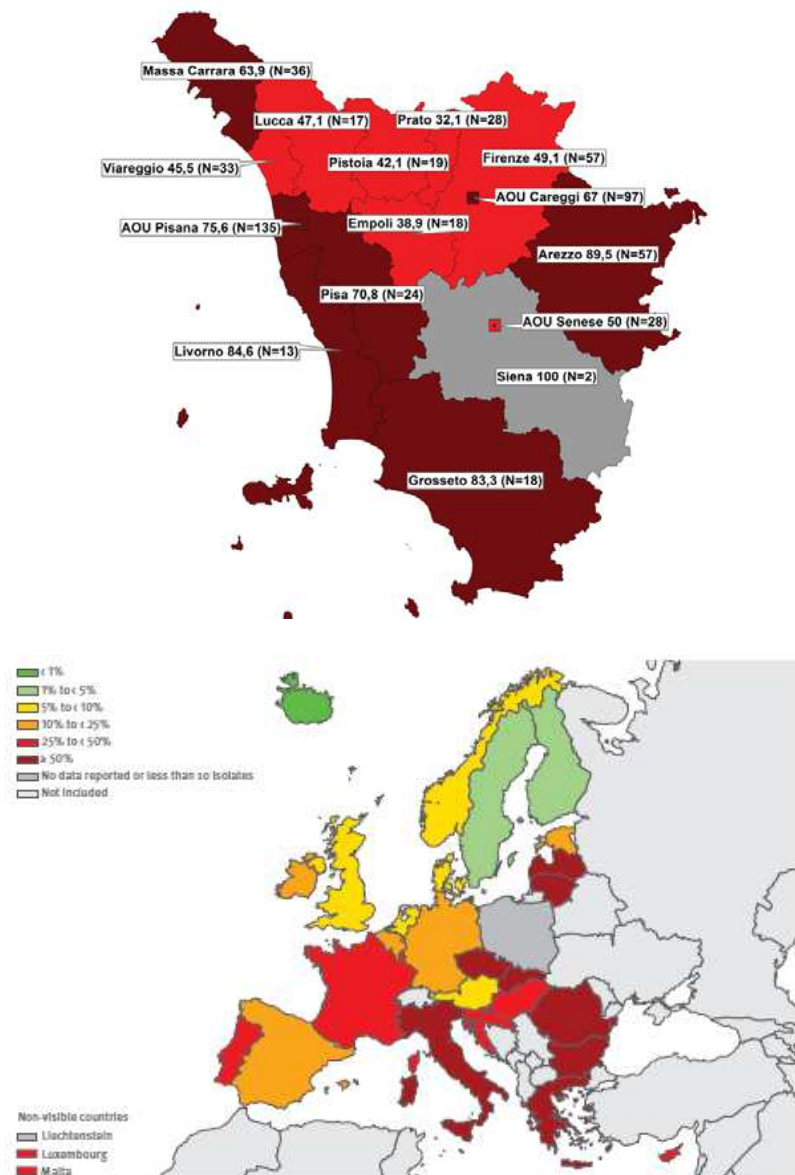 Massa Carrara 63,9 (N=36)
Lucca 47,1 (N=17)
Prato 32,1 (N=28)
Viareggio 45,5 (N=33)
Pistoia 42,1 (N=19)
Firenze 49,1 (N=57)
AOU Careggi 67 (N=97)
AOU Pisana 75,6 (N=135)
Empoli 38,9 (N=18)
Arezzo 89,5 (N=57)
Pisa 70,8 (N=24)
AOU Senese 50 (N=28)
Livorno 84,6 (N=13)
Siena 100 (N=2)
Grosseto 83,3 (N=18)
< 1%
1% to < 5%
5% to < 10%
10% to < 25%
25% to < 50%
≥ 50%
No data reported or less than 10 isolates
Not included
Non-visible countries
Liechtenstein
Luxembourg
Malta